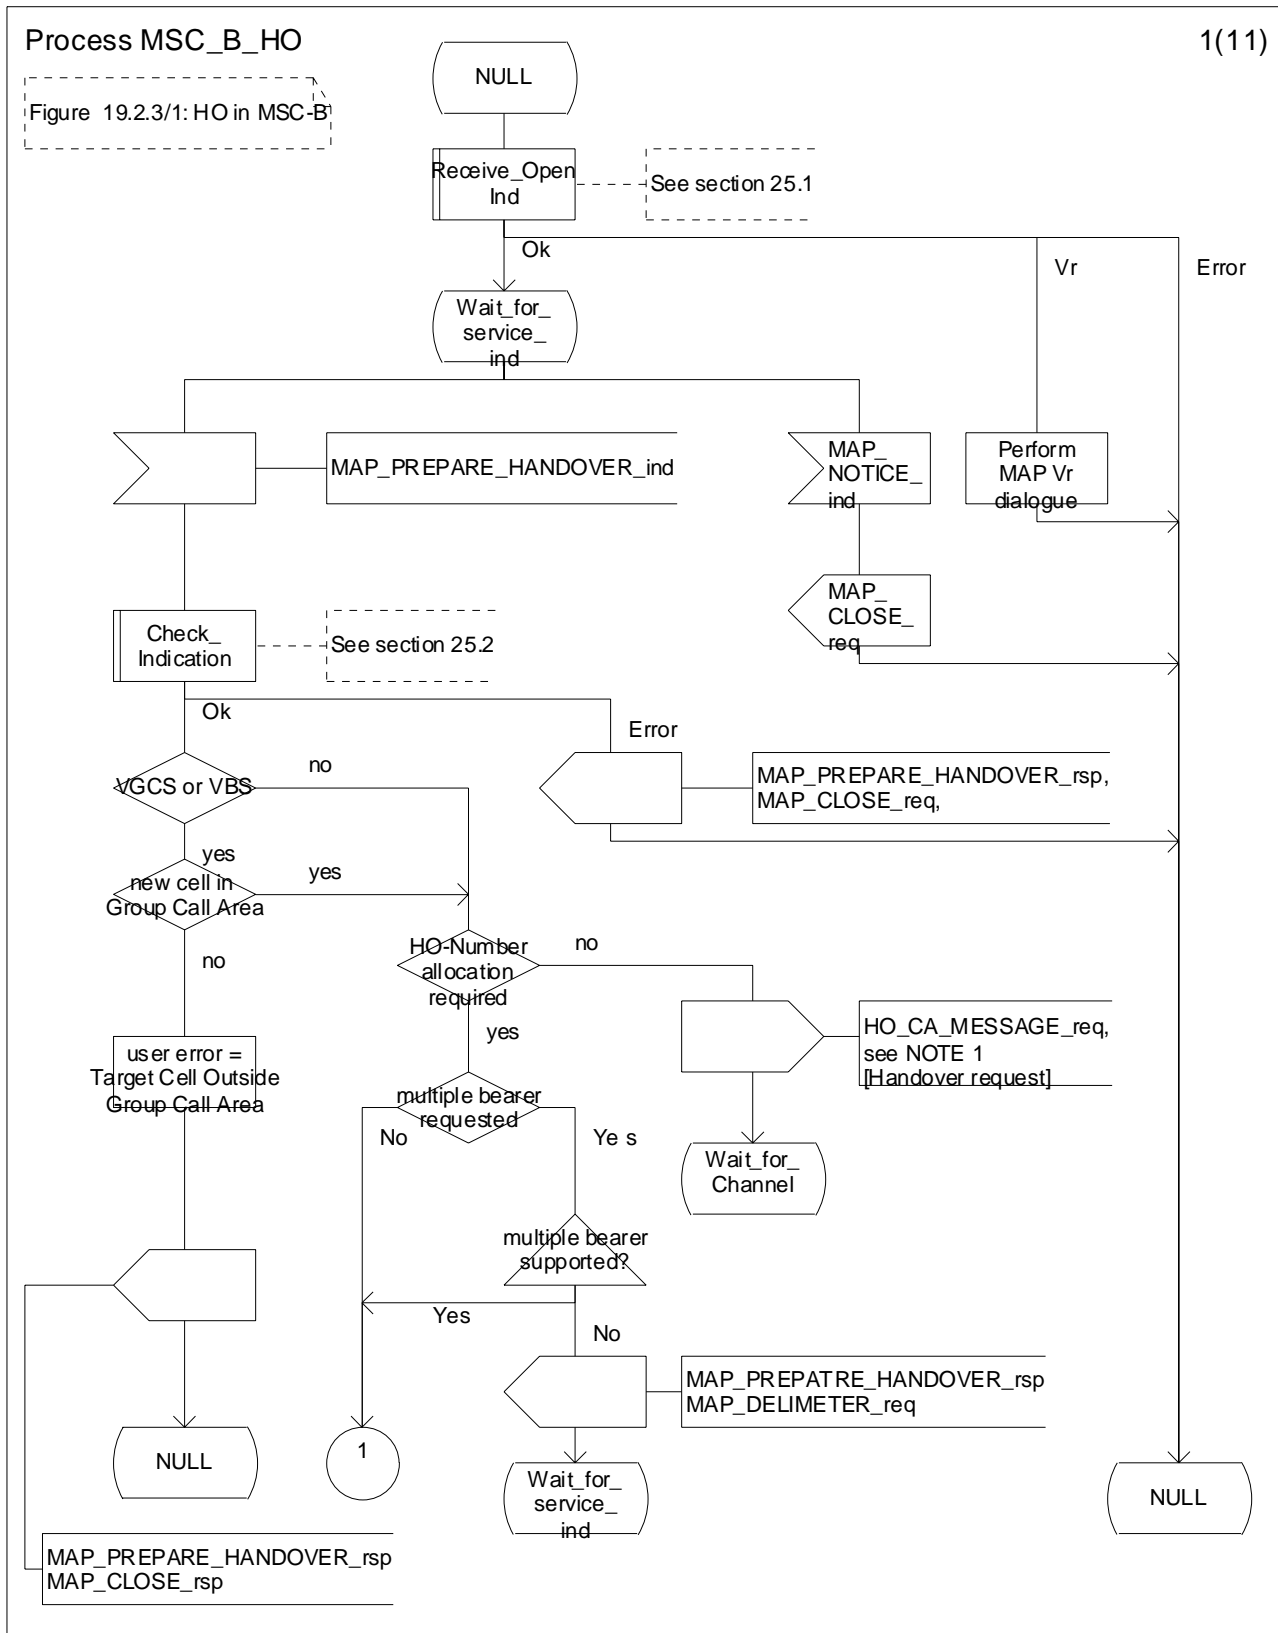 Process MSC_B_HO
1(11)
Figure 19.2.3/1: HO in MSC-B
NULL
Receive_Open
Ind
See section 25.1
Ok
Vr
Error
Wait_for_
service_
ind
MAP_PREPARE_HANDOVER_ind
MAP_
NOTICE_
ind
Perform
MAP Vr
dialogue
MAP_
CLOSE_
req
Check_
Indication
See section 25.2
Ok
Error
VGCS or VBS
no
MAP_PREPARE_HANDOVER_rsp,
MAP_CLOSE_req,
yes
new cell in
Group Call Area
yes
no
HO-Number
allocation
required
no
yes
HO_CA_MESSAGE_req,
see NOTE 1
[Handover request]
user error =
Target Cell Outside
Group Call Area
multiple bearer
requested
No
Ye s
Wait_for_
Channel
multiple bearer
supported?
Yes
No
MAP_PREPATRE_HANDOVER_rsp
MAP_DELIMETER_req
NULL
1
Wait_for_
service_
ind
NULL
MAP_PREPARE_HANDOVER_rsp
MAP_CLOSE_rsp